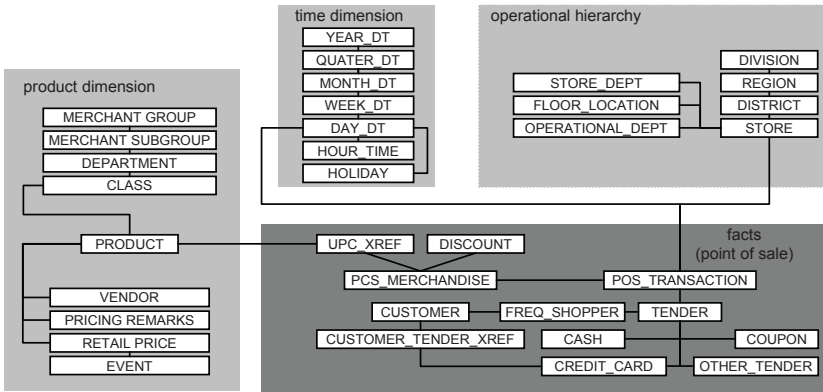 time dimension
YEAR_DT
QUATER_DT
MONTH_DT
WEEK_DT
DAY_DT
HOUR_TIME
HOLIDAY
operational hierarchy
DIVISION
STORE_DEPT
REGION
FLOOR_LOCATION
DISTRICT
OPERATIONAL_DEPT
STORE
product dimension
MERCHANT GROUP
MERCHANT SUBGROUP
DEPARTMENT
CLASS
PRODUCT
VENDOR
PRICING REMARKS
RETAIL PRICE
EVENT
facts
(point of sale)
UPC_XREF
DISCOUNT
PCS_MERCHANDISE
POS_TRANSACTION
CUSTOMER
FREQ_SHOPPER
TENDER
CUSTOMER_TENDER_XREF
CASH
COUPON
CREDIT_CARD
OTHER_TENDER